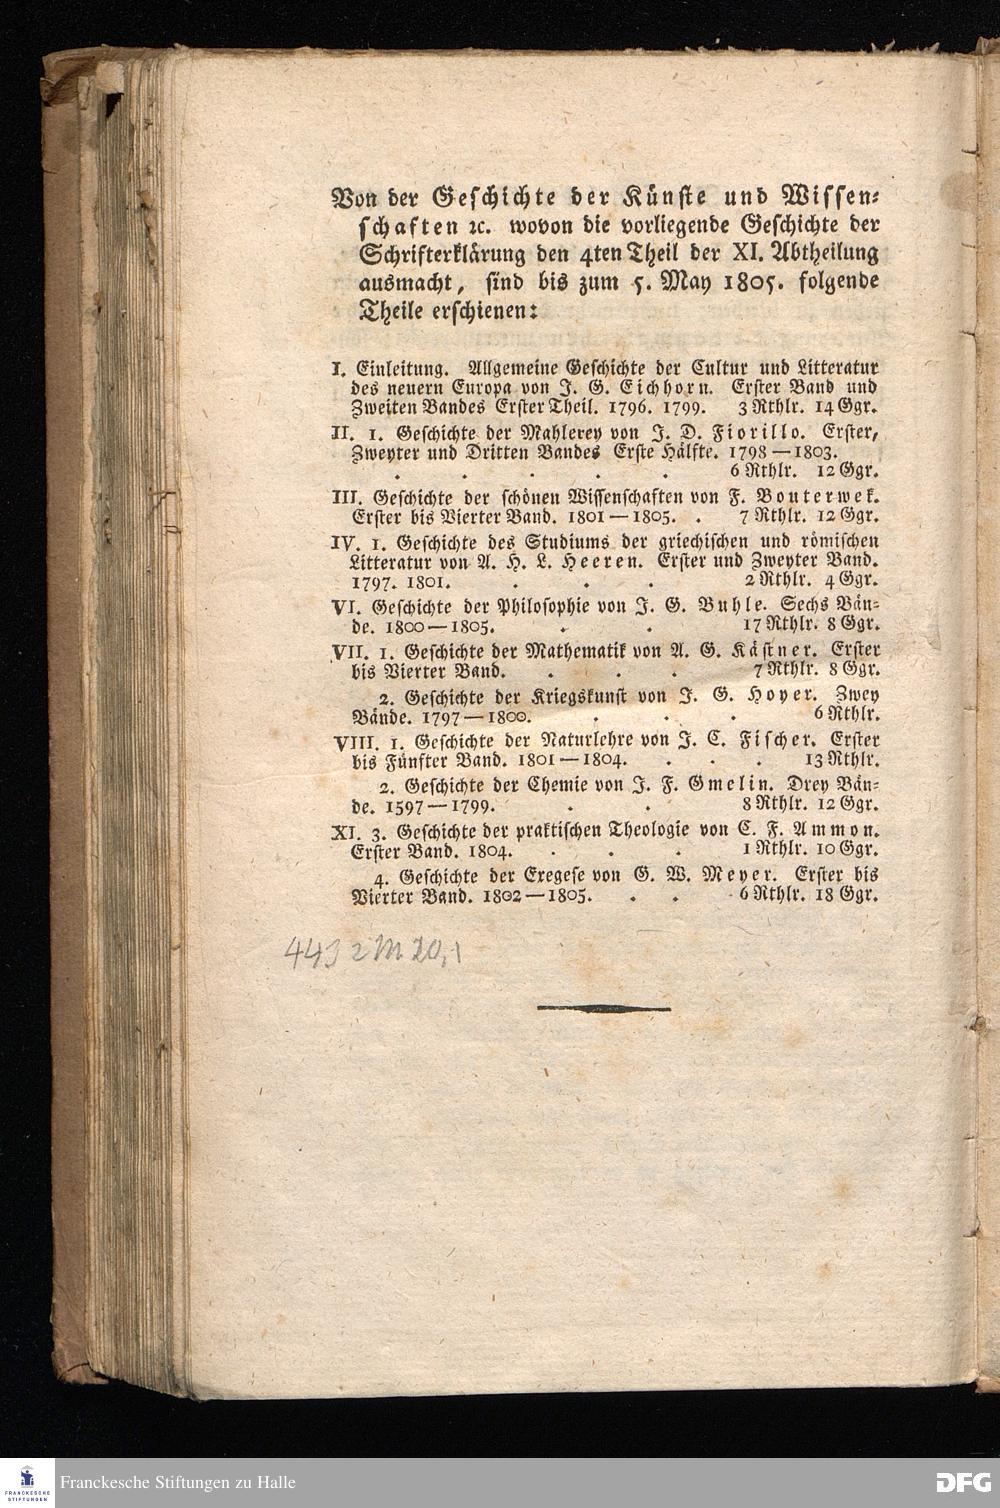 Von der Geschichte der Künste und Wissen⸗
schaften ꝛc. wovon die vorliegende Geschichte der
Schrifterklärung den 4ten Theil der XI. Abtheilung
ausmacht, sind bis zum 5. May 1805. folgende
Theile erschienen:
I. Einleitung. Allgemeine Geschichte der Cultur und Litteratur
des neuern Europa von J. G. Eichhorn. Erster Band und
Zweiten Bandes Erster Theil. 1796. 1799. 3 Rthlr. 14 Ggr.
II. 1. Geschichte der Mahlerey von J. D. Fiorillo. Erster,
Zweyter und Dritten Bandes Erste Hälfte. 1798 — 1803.
. . . . . 6 Rthlr. 12 Ggr.
III. Geschichte der schönen Wissenschaften von F. Bouterwek.
Erster bis Vierter Band. 1801 — 1805. . 7 Rthlr. 12 Ggr.
IV. 1. Geschichte des Studiums der griechischen und römischen
Litteratur von A. H. L. Heeren. Erster und Zweyter Band.
1797. 1801. . . . 2 Rthlr. 4 Ggr.
VI. Geschichte der Philosophie von J. G. Buhle. Sechs Bän⸗
de. 1800 — 1805. . . 17 Rthlr. 8 Ggr.
VII. 1. Geschichte der Mathematik von A. G. Kästner. Erster
bis Vierter Band. . . . 7 Rthlr. 8 Ggr.
2. Geschichte der Kriegskunst von J. G. Hoyer. Zwey
Bände. 1797 — 1800. . . . 6 Rthlr.
VIII. 1. Geschichte der Naturlehre von J. C. Fischer. Erster
bis Fünfter Band. 1801 — 1804. . . . 13 Rthlr.
2. Geschichte der Chemie von J. F. Gmelin. Drey Bän⸗
de. 1597 — 1799. . . 8 Rthlr. 12 Ggr.
XI. 3. Geschichte der praktischen Theologie von C. F. Ammon.
Erster Band. 1804. . . . 1 Rthlr. 10 Ggr.
4. Geschichte der Exegese von G. W. Meyer. Erster bis
Vierter Band. 1802 — 1805. . . 6 Rthlr. 18 Ggr.
FRANCKESCHE
STIFTUNGEN
Franckesche Stiftungen zu Halle
DFG